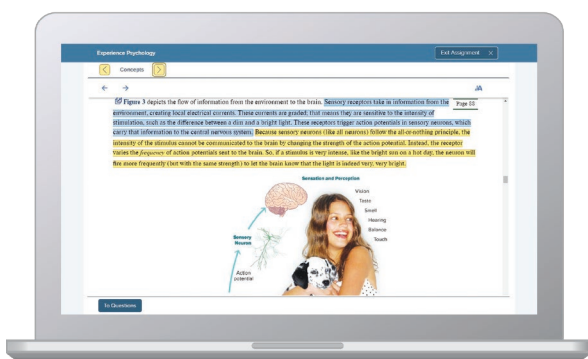 Experience Psychology
Exit Assignment X
Concepts
Figure 3 depicts the flow of information from the environment to the brain. Sensory receptors take in information from the
Page 83
environment, creating local electrical currents. These currents are graded; that means they are sensitive to the intensity of
stimulation, such as the difference between a dim and a bright light. These receptors trigger action potentials in sensory neurons, which
carry that information to the central nervous system. Because sensory neurons (like all neurons) follow the all-or-nothing principle, the
intensity of the stimulus cannot be communicated to the brain by changing the strength of the action potential. Instead, the receptor
varies the frequency of action potentials sent to the brain. So, if a stimulus is very intense, like the bright sun on a hot day, the neuron will
fire more frequently (but with the same strength) to let the brain know that the light is indeed very, very bright.
Sensation and Perception
Vision
Taste
Smell
Hearing
Balance
Touch
Sensory
Neuron
Action
potential
To Questions